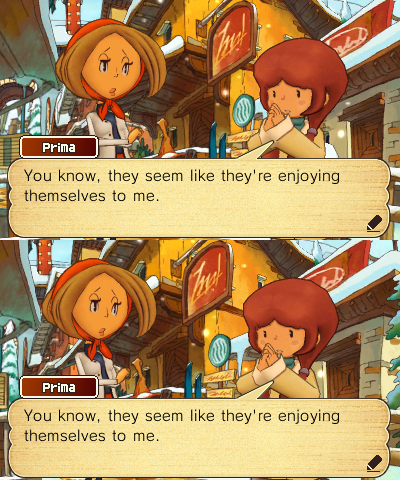 Prima
You know, they seem like they're enjoying
themselves to me.
Prima
You know, they seem like they're enjoying
themselves to me.